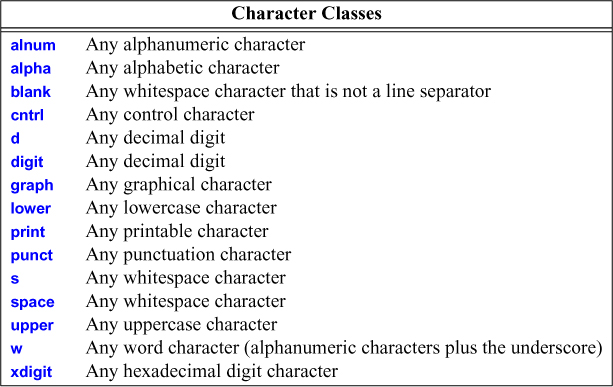 Character Classes
alnum Any alphanumeric character
alpha Any alphabetic character
blank Any whitespace character that is not a line separator
cntrl Any control character
d Any decimal digit
digit Any decimal digit
graph Any graphical character
lower Any lowercase character
print Any printable character
punct Any punctuation character
s Any whitespace character
space Any whitespace character
upper Any uppercase character
w Any word character (alphanumeric characters plus the underscore)
xdigit Any hexadecimal digit character